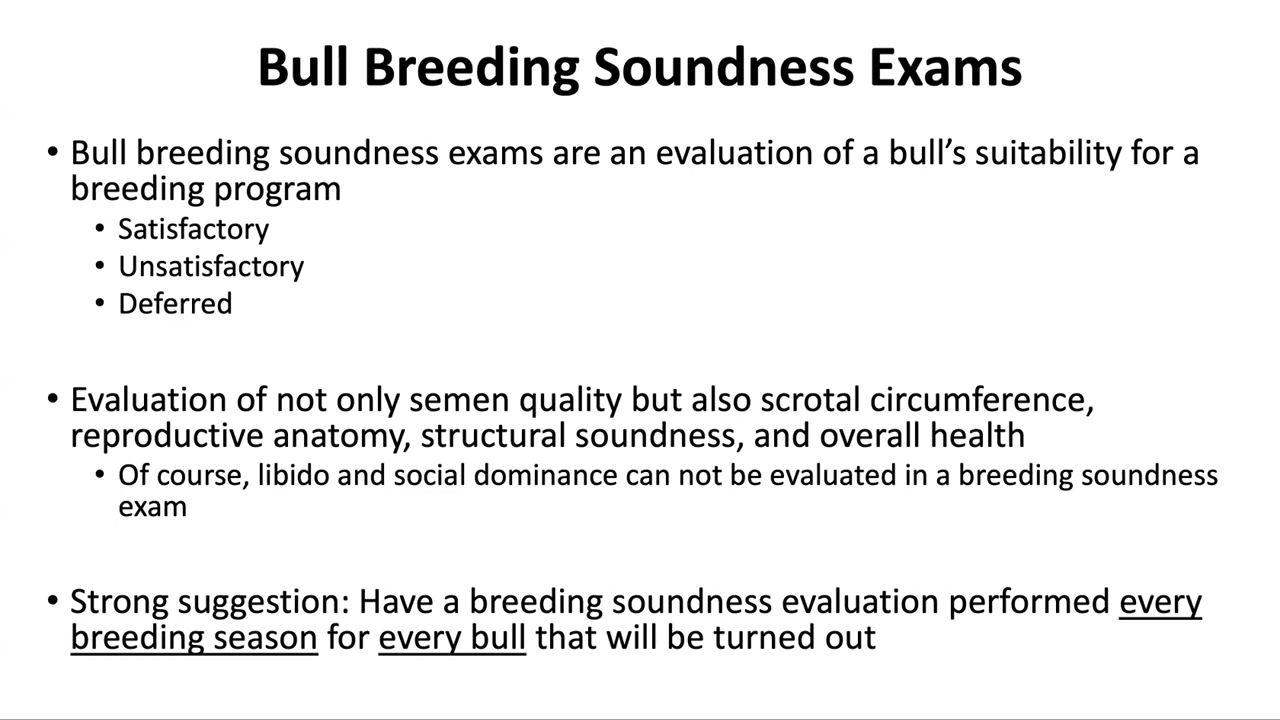 Bull Breeding Soundness Exams
• Bull breeding soundness exams are an evaluation of a bull’s suitability for a
breeding program
• Satisfactory
• Unsatisfactory
• Deferred
• Evaluation of not only semen quality but also scrotal circumference,
reproductive anatomy, structural soundness, and overall health
• Of course, libido and social dominance can not be evaluated in a breeding soundness
exam
• Strong suggestion: Have a breeding soundness evaluation performed every
breeding season for every bull that will be turned out